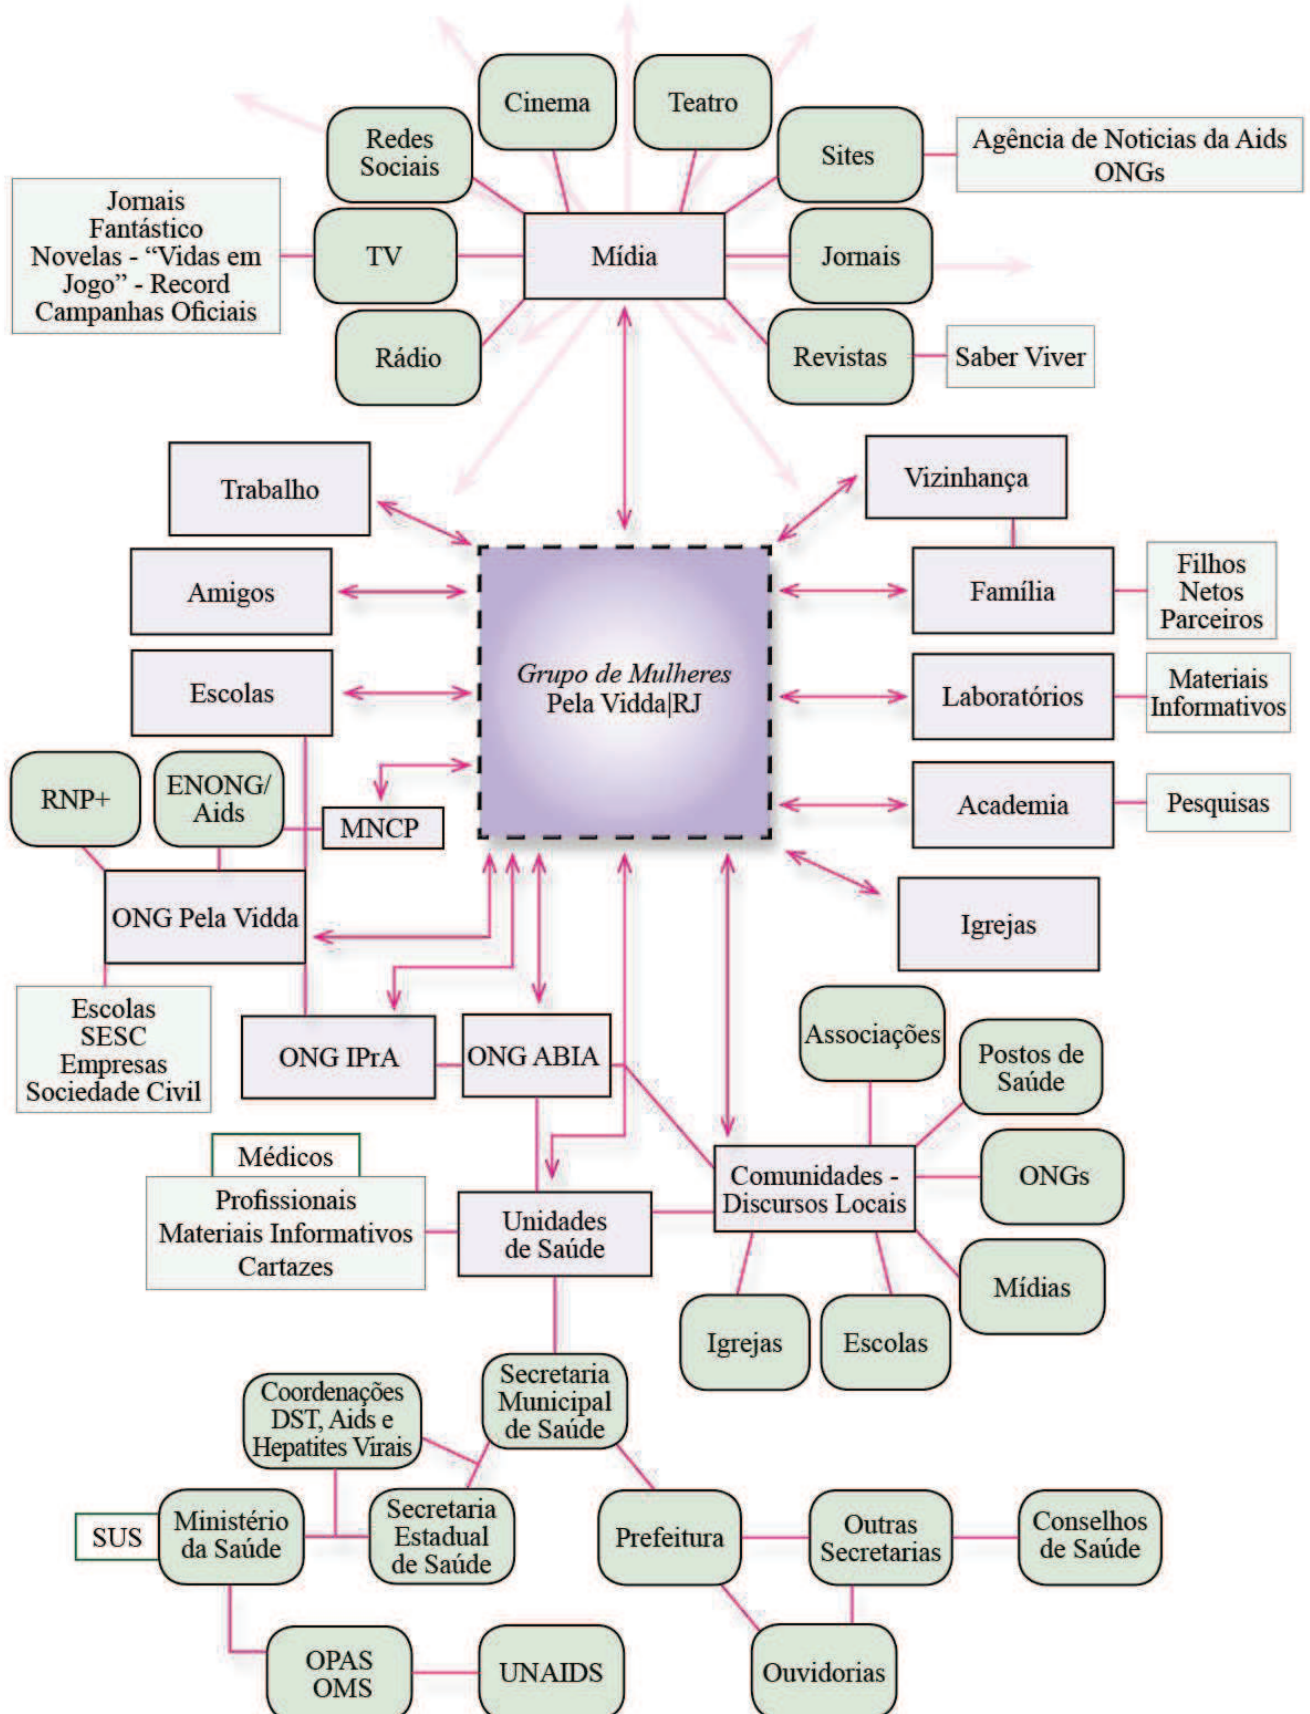 Cinema
Teatro
Redes
Sociais
Sites
Agência de Noticias da Aids
ONGs
Jornais
Fantástico
Novelas - “Vidas em
Jogo” - Record
Campanhas Oficiais
TV
Mídia
Jornais
Rádio
Revistas
Saber Viver
Trabalho
Vizinhança
Amigos
Família
Filhos
Netos
Parceiros
Escolas
Grupo de Mulheres
Pela Vidda|RJ
Laboratórios
Materiais
Informativos
RNP+
ENONG/
Aids
MNCP
Academia
Pesquisas
ONG Pela Vidda
Igrejas
Escolas
SESC
Empresas
Sociedade Civil
ONG IPrA
ONG ABIA
Associações
Postos de
Saúde
Médicos
Profissionais
Materiais Informativos
Cartazes
Unidades
de Saúde
Comunidades -
Discursos Locais
ONGs
Mídias
Igrejas
Escolas
Secretaria
Municipal
de Saúde
Coordenações
DST, Aids e
Hepatites Virais
SUS
Ministério
da Saúde
Secretaria
Estadual
de Saúde
Prefeitura
Outras
Secretarias
Conselhos
de Saúde
OPAS
OMS
UNAIDS
Ouvidorias